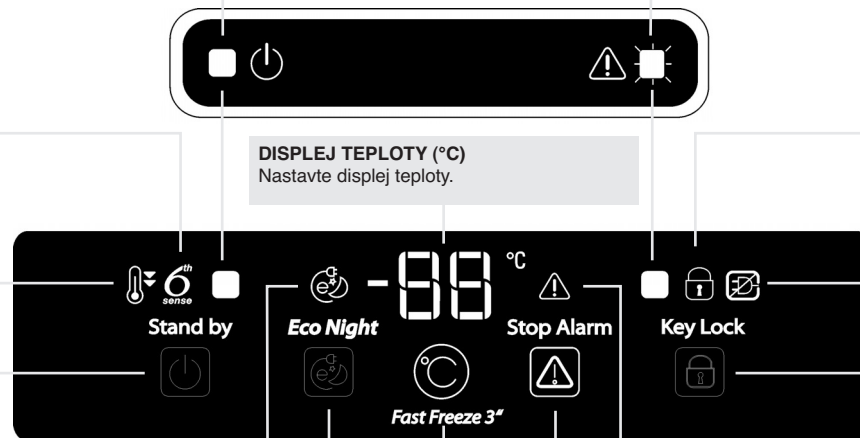 DISPLEJ TEPLOTY (°C)
Nastavte displej teploty.
6th sense
-88 °C
Stand by
Eco Night
Stop Alarm
Key Lock
°C
Fast Freeze 3“